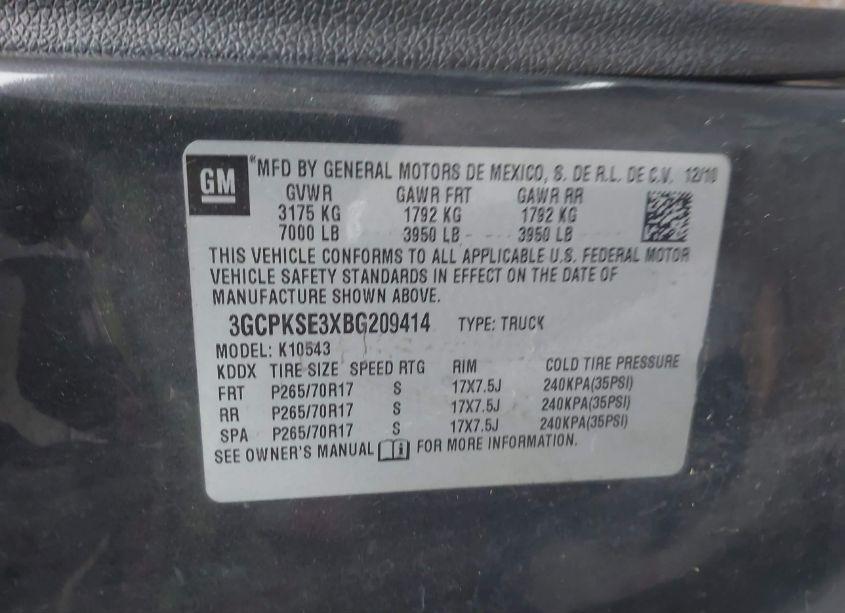 GM
*MFD BY GENERAL MOTORS DE MEXICO, S. DE R.L. DE C.V. 12/10
GVWR GAWR FRT GAWR RR
3175 KG 1792 KG 1792 KG
7000 LB 3950 LB 3950 LB
THIS VEHICLE CONFORMS TO ALL APPLICABLE U.S. FEDERAL MOTOR
VEHICLE SAFETY STANDARDS IN EFFECT ON THE DATE OF
MANUFACTURE SHOWN ABOVE.
3GCPKSE3XBG209414 TYPE: TRUCK
MODEL: K10543
KDDX TIRE SIZE SPEED RTG RIM COLD TIRE PRESSURE
FRT P265/70R17 S 17X7.5J 240KPA(35PSI)
RR P265/70R17 S 17X7.5J 240KPA(35PSI)
SPA P265/70R17 S 17X7.5J 240KPA(35PSI)
SEE OWNER'S MANUAL i FOR MORE INFORMATION.